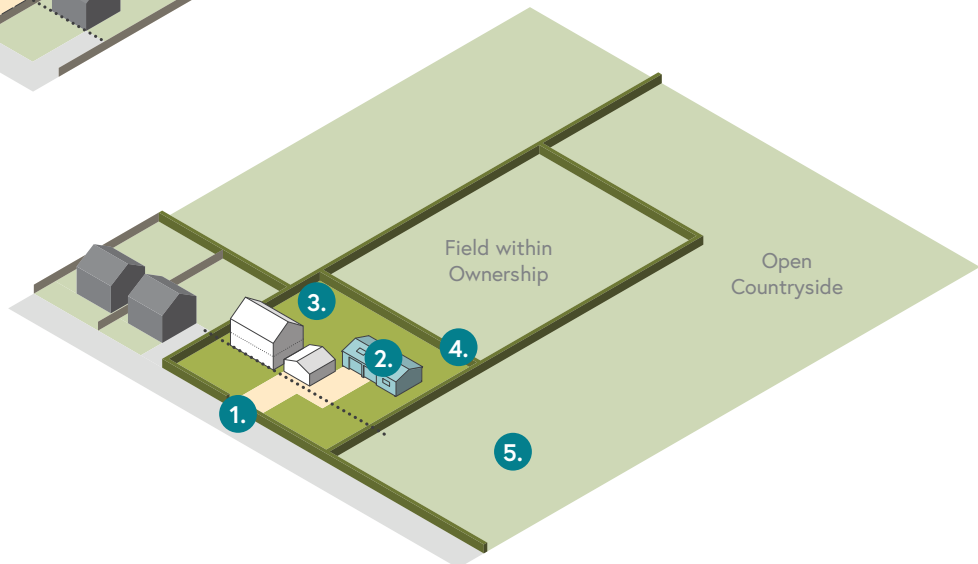 Field within
Ownership
Open
Countryside
3.
4.
2.
1.
5.